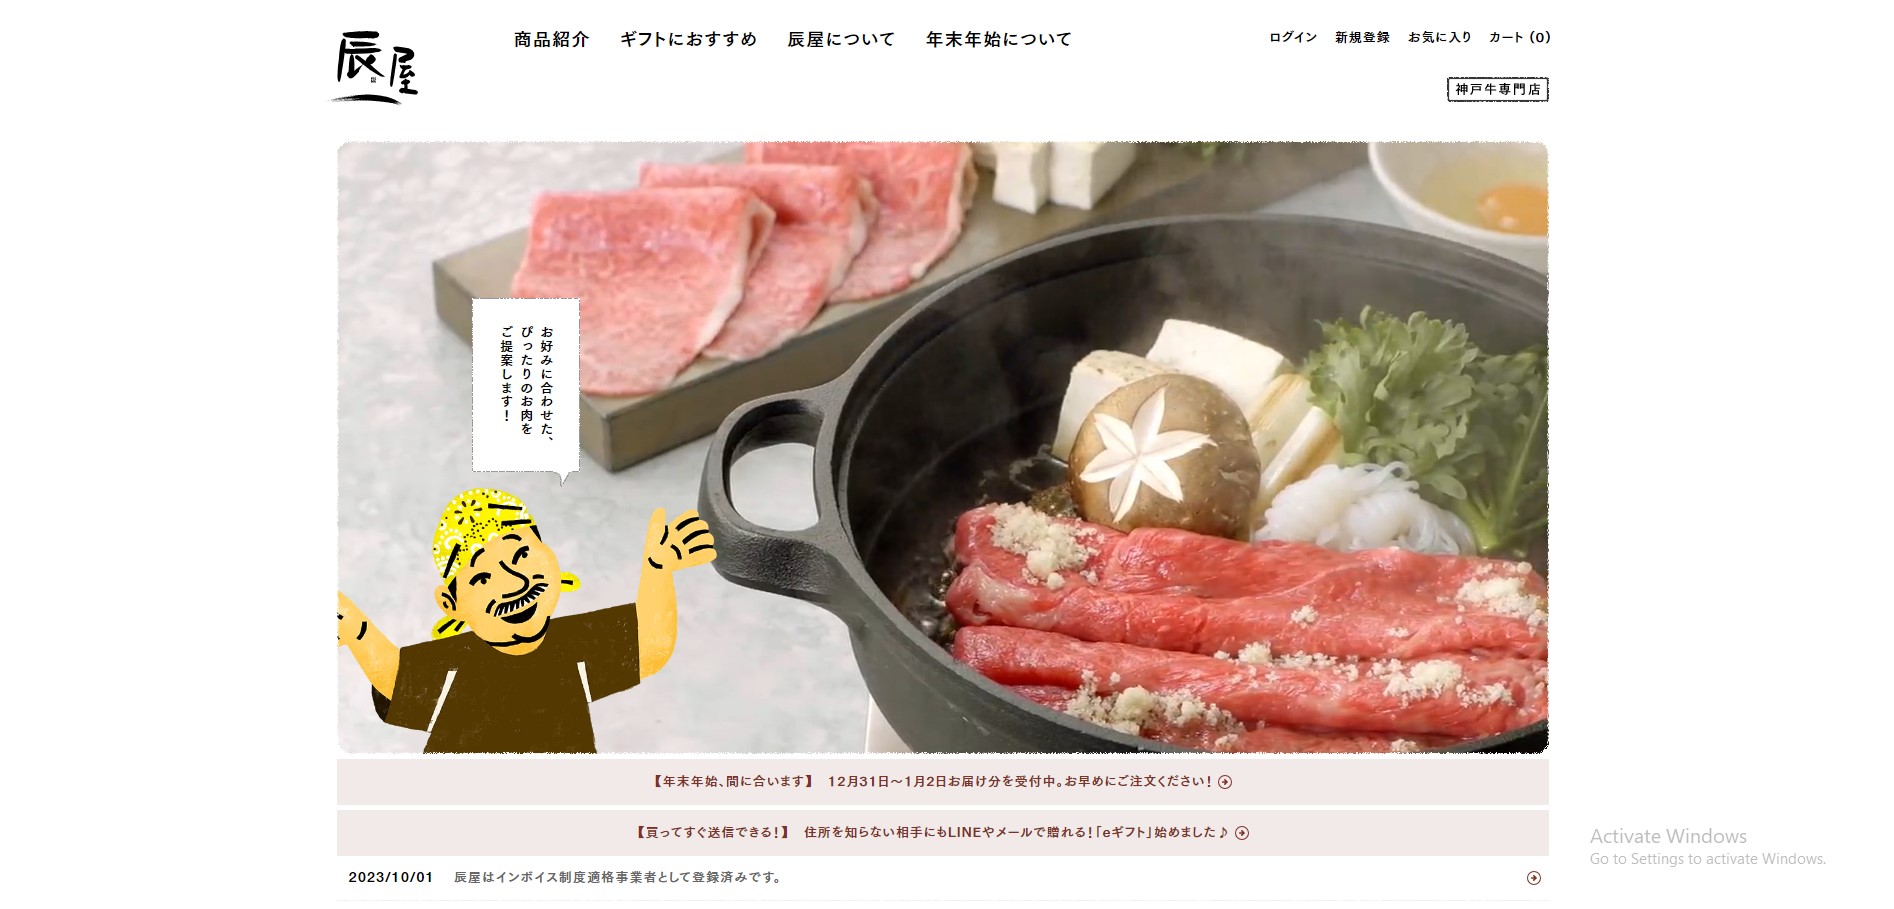 辰屋
商品紹介 ギフトにおすすめ 辰屋について 年末年始について
ログイン 新規登録 お気に入り カート (0)
神戸牛専門店
お好みに合わせた、
ぴったりのお肉を
ご提案します！
【年末年始、間に合います】 12月31日～1月2日お届け分を受付中。お早めにご注文ください！
【買ってすぐ送信できる！】 住所を知らない相手にもLINEやメールで贈れる！「eギフト」始めました♪
2023/10/01 辰屋はインボイス制度適格事業者として登録済みです。
Activate Windows
Go to Settings to activate Windows.